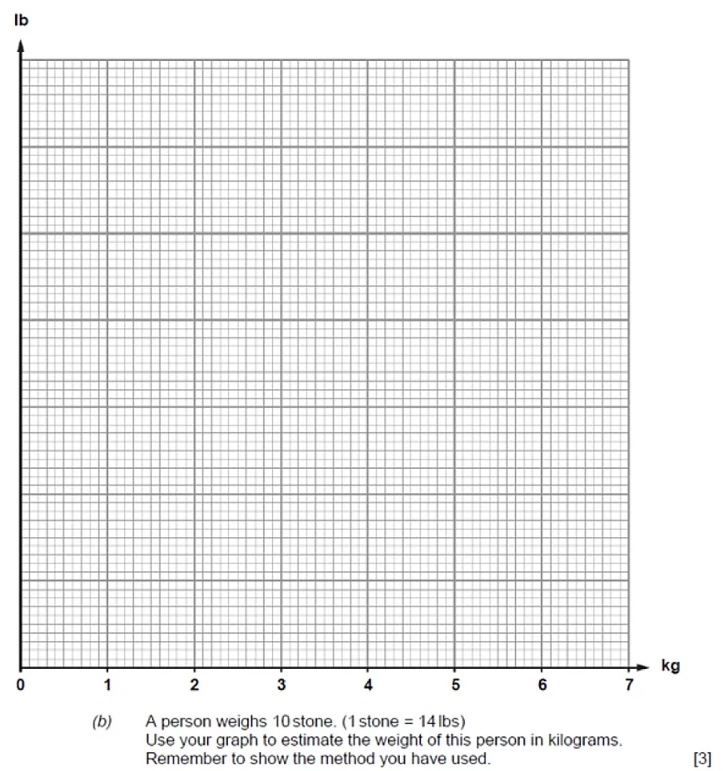 lb
kg
0 1 2 3 4 5 6 7
(b) A person weighs 10 stone. (1 stone = 14 lbs)
Use your graph to estimate the weight of this person in kilograms.
Remember to show the method you have used. [3]